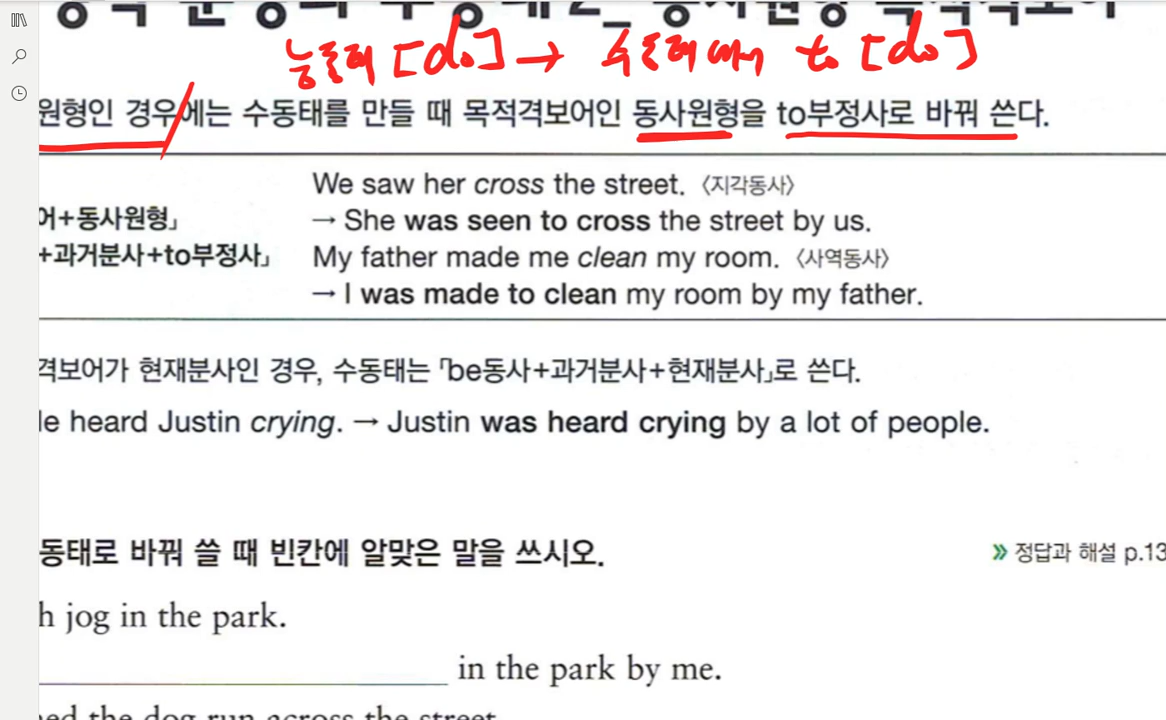 능동태 [do] → 수동태에서 to [do]
원형인 경우에는 수동태를 만들 때 목적격보어인 동사원형을 to부정사로 바꿔 쓴다.
We saw her cross the street. 〈지각동사〉
어+동사원형」
→ She was seen to cross the street by us.
+과거분사+to부정사」 My father made me clean my room. 〈사역동사〉
→ I was made to clean my room by my father.
격보어가 현재분사인 경우, 수동태는 「be동사+과거분사+현재분사」로 쓴다.
le heard Justin crying. → Justin was heard crying by a lot of people.
동태로 바꿔 쓸 때 빈칸에 알맞은 말을 쓰시오.
» 정답과 해설 p.13
h jog in the park.
in the park by me.
the dog run across the street